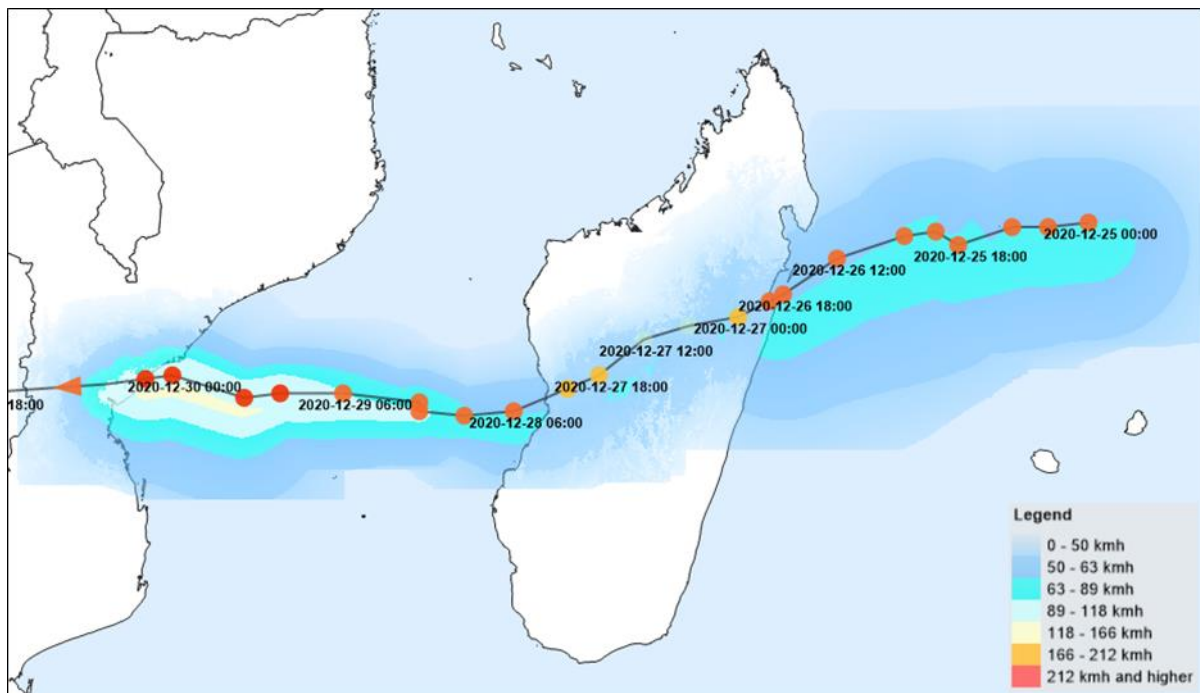 2020-12-25 00:00
2020-12-25 18:00
2020-12-26 12:00
2020-12-26 18:00
2020-12-27 00:00
2020-12-27 12:00
2020-12-27 18:00
2020-12-28 06:00
2020-12-29 06:00
2020-12-30 00:00
18:00
Legend
0 - 50 kmh
50 - 63 kmh
63 - 89 kmh
89 - 118 kmh
118 - 166 kmh
166 - 212 kmh
212 kmh and higher